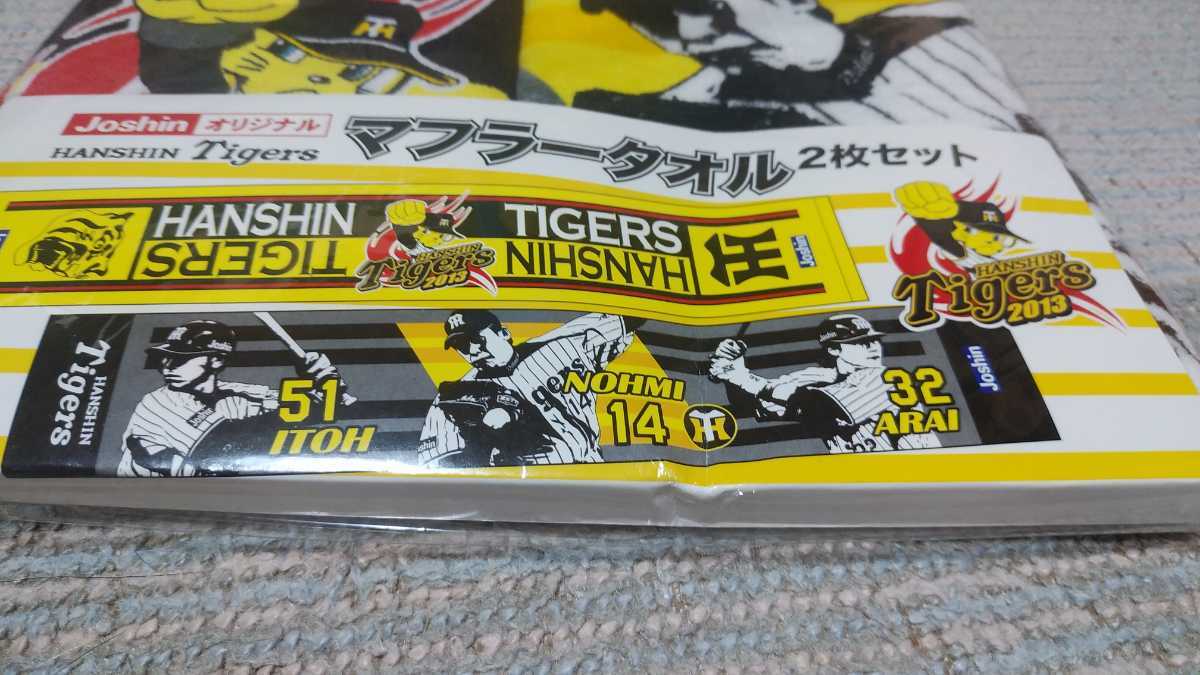 Joshin オリジナル
HANSHIN Tigers マフラータオル 2枚セット
HANSHIN TIGERS
TIGERS HANSHIN
HANSHIN Tigers 2013
Joshin
HANSHIN Tigers 2013
HANSHIN Tigers
51 ITOH
NOHMI 14
32 ARAI
Joshin
Joshin
Joshin